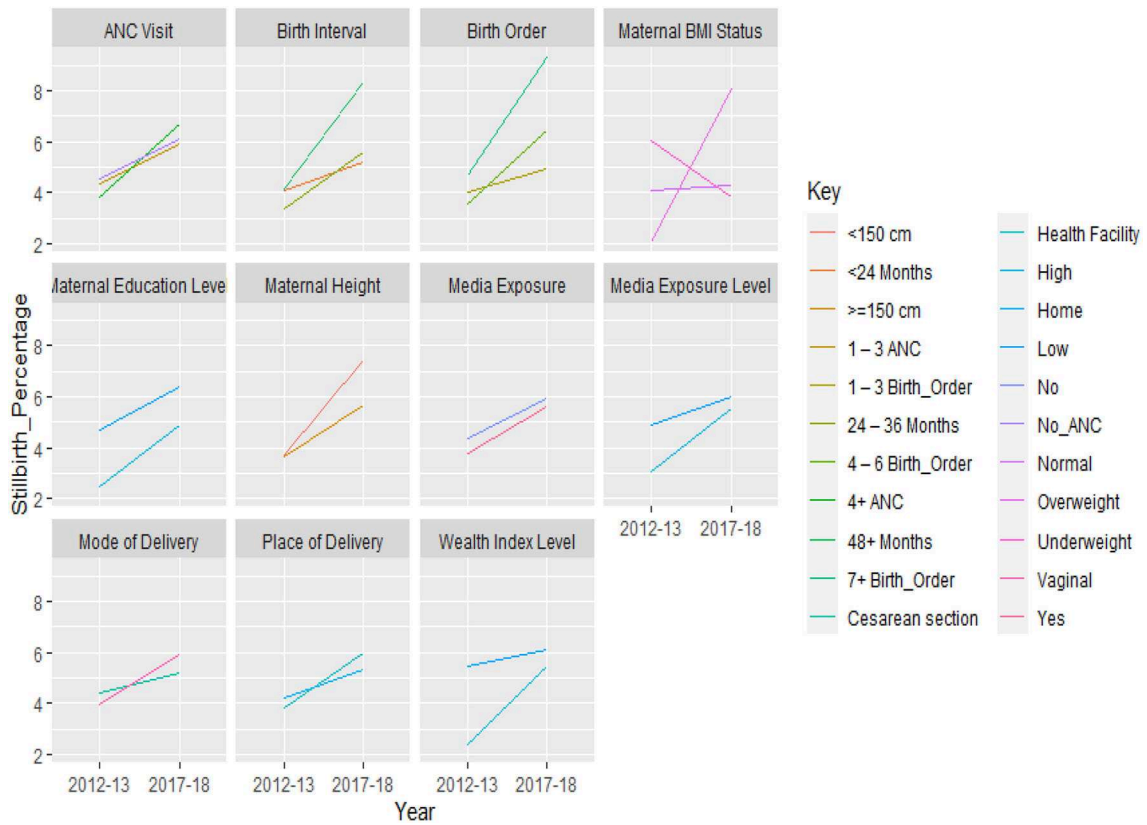 ANC Visit
Birth Interval
Birth Order
Maternal BMI Status
8
6
4
2
Maternal Education Level
Maternal Height
Media Exposure
Media Exposure Level
8
6
4
2
2012-13 2017-18
Mode of Delivery
Place of Delivery
Wealth Index Level
8
6
4
2
2012-13 2017-18
2012-13 2017-18
2012-13 2017-18
Year
Stillbirth_Percentage
Key
<150 cm
<24 Months
>=150 cm
1 – 3 ANC
1 – 3 Birth_Order
24 – 36 Months
4 – 6 Birth_Order
4+ ANC
48+ Months
7+ Birth_Order
Cesarean section
Health Facility
High
Home
Low
No
No_ANC
Normal
Overweight
Underweight
Vaginal
Yes